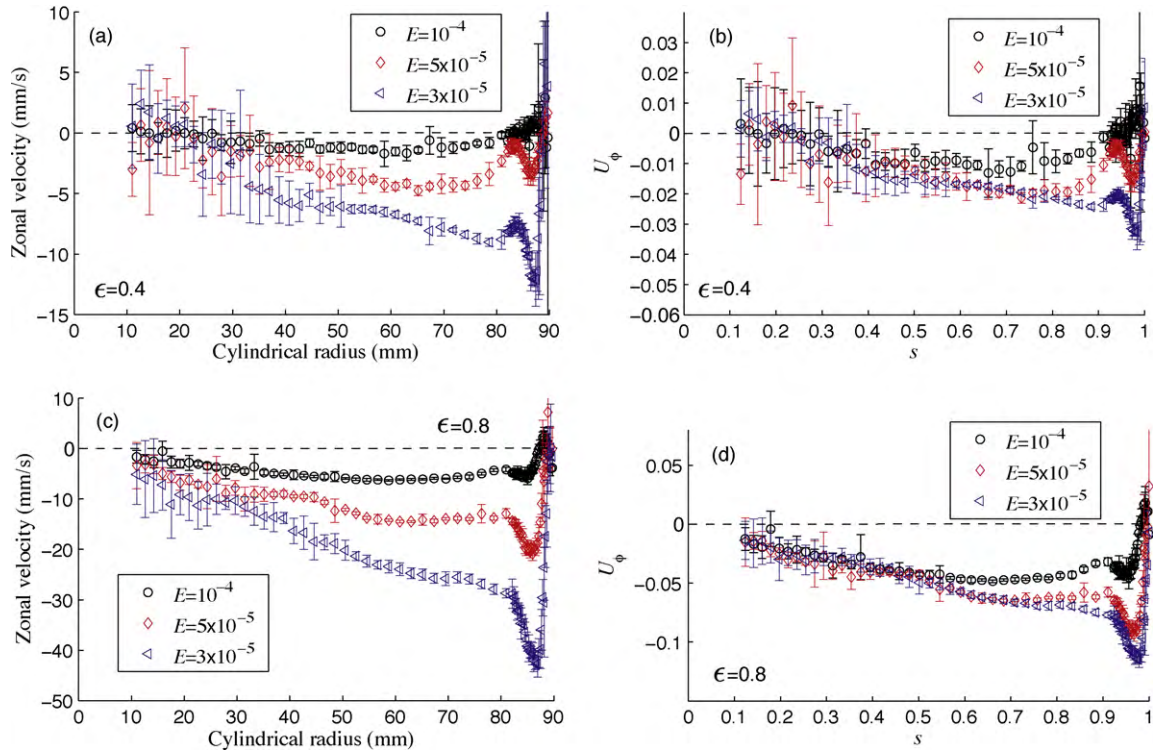 (a)
E=10⁻⁴
E=5x10⁻⁵
E=3x10⁻⁵
10
5
0
−5
−10
−15
Zonal velocity (mm/s)
ϵ=0.4
0 10 20 30 40 50 60 70 80 90
Cylindrical radius (mm)
(b)
E=10⁻⁴
E=5x10⁻⁵
E=3x10⁻⁵
0.03
0.02
0.01
0
−0.01
−0.02
−0.03
−0.04
−0.06
U_ϕ
ϵ=0.4
0 0.1 0.2 0.3 0.4 0.5 0.6 0.7 0.8 0.9 1
s
(c)
ϵ=0.8
10
0
−10
−20
−30
−40
−50
Zonal velocity (mm/s)
E=10⁻⁴
E=5x10⁻⁵
E=3x10⁻⁵
0 10 20 30 40 50 60 70 80 90
Cylindrical radius (mm)
(d)
E=10⁻⁴
E=5x10⁻⁵
E=3x10⁻⁵
0.05
0
−0.05
−0.1
U_ϕ
ϵ=0.8
0 0.1 0.2 0.3 0.4 0.5 0.6 0.7 0.8 0.9 1
s